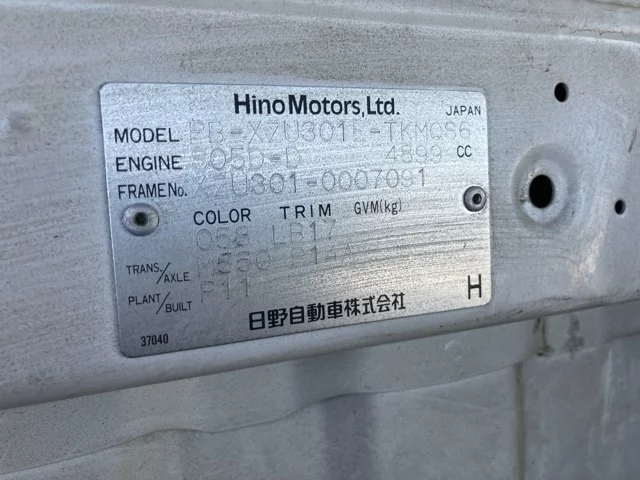 Hino Motors, Ltd. JAPAN
MODEL PB-XZU301E-TKMQS6
ENGINE N05D-D 4899 CC
FRAME No. XZU301-0007091
COLOR TRIM GVM(kg)
058 LB17
TRANS./AXLE M550
PLANT/BUILT P11 H
日野自動車株式会社
37040